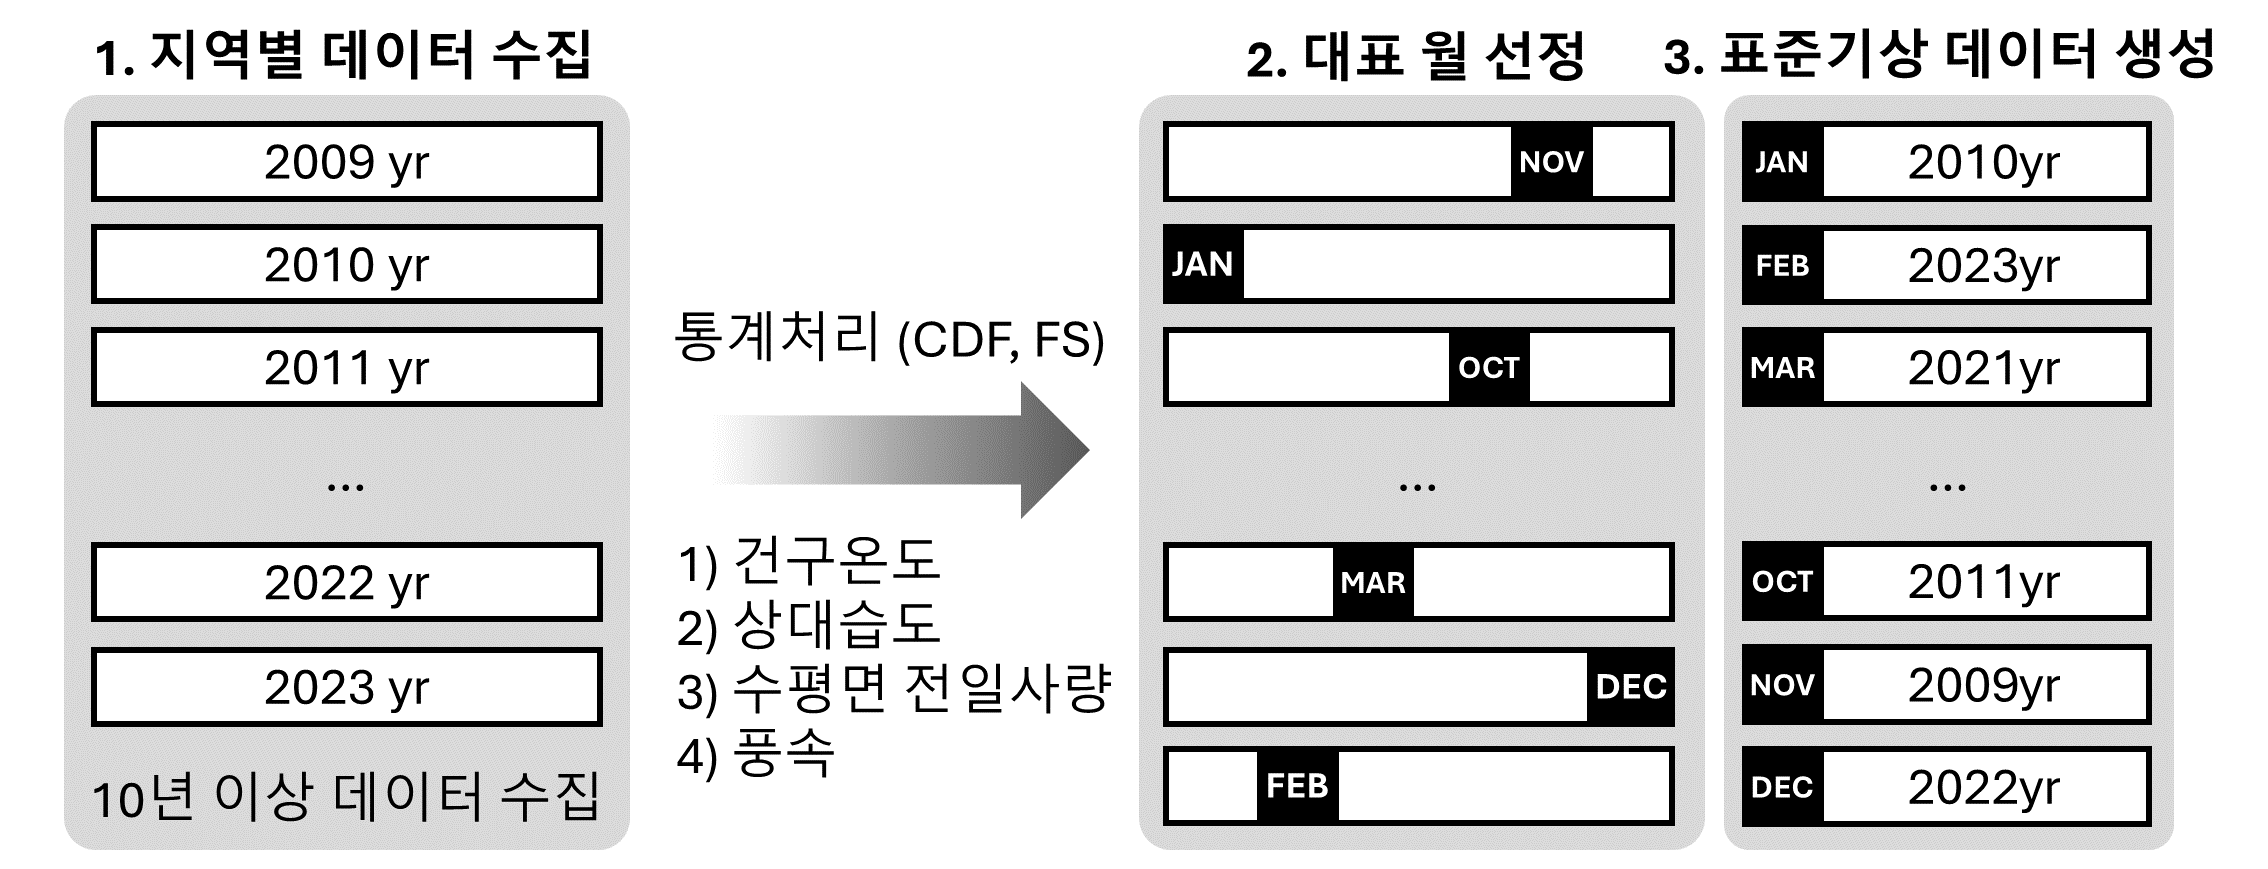 1. 지역별 데이터 수집
2009 yr
2010 yr
2011 yr
...
2022 yr
2023 yr
10년 이상 데이터 수집
통계처리 (CDF, FS)
1) 건구온도
2) 상대습도
3) 수평면 전일사량
4) 풍속
2. 대표 월 선정
NOV
JAN
OCT
...
MAR
DEC
FEB
3. 표준기상 데이터 생성
JAN 2010yr
FEB 2023yr
MAR 2021yr
...
OCT 2011yr
NOV 2009yr
DEC 2022yr